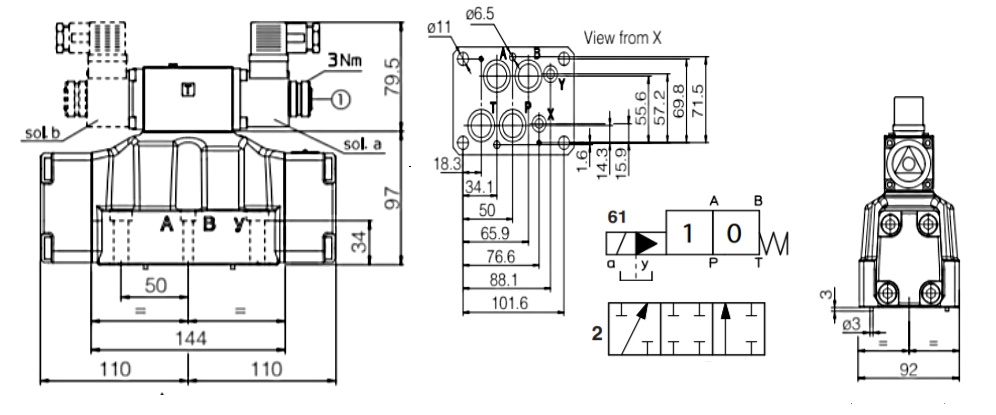 3Nm
1
T
sol. b
sol. a
79.5
97
34
A B y
50
= =
144
110 110
ø6.5
ø11
View from X
A B
Y
T P
X
55.6
57.2
69.8
71.5
1.6
14.3
15.9
18.3
34.1
50
65.9
76.6
88.1
101.6
61
A B
1 0
a y
P T
2
3
ø3
= =
92